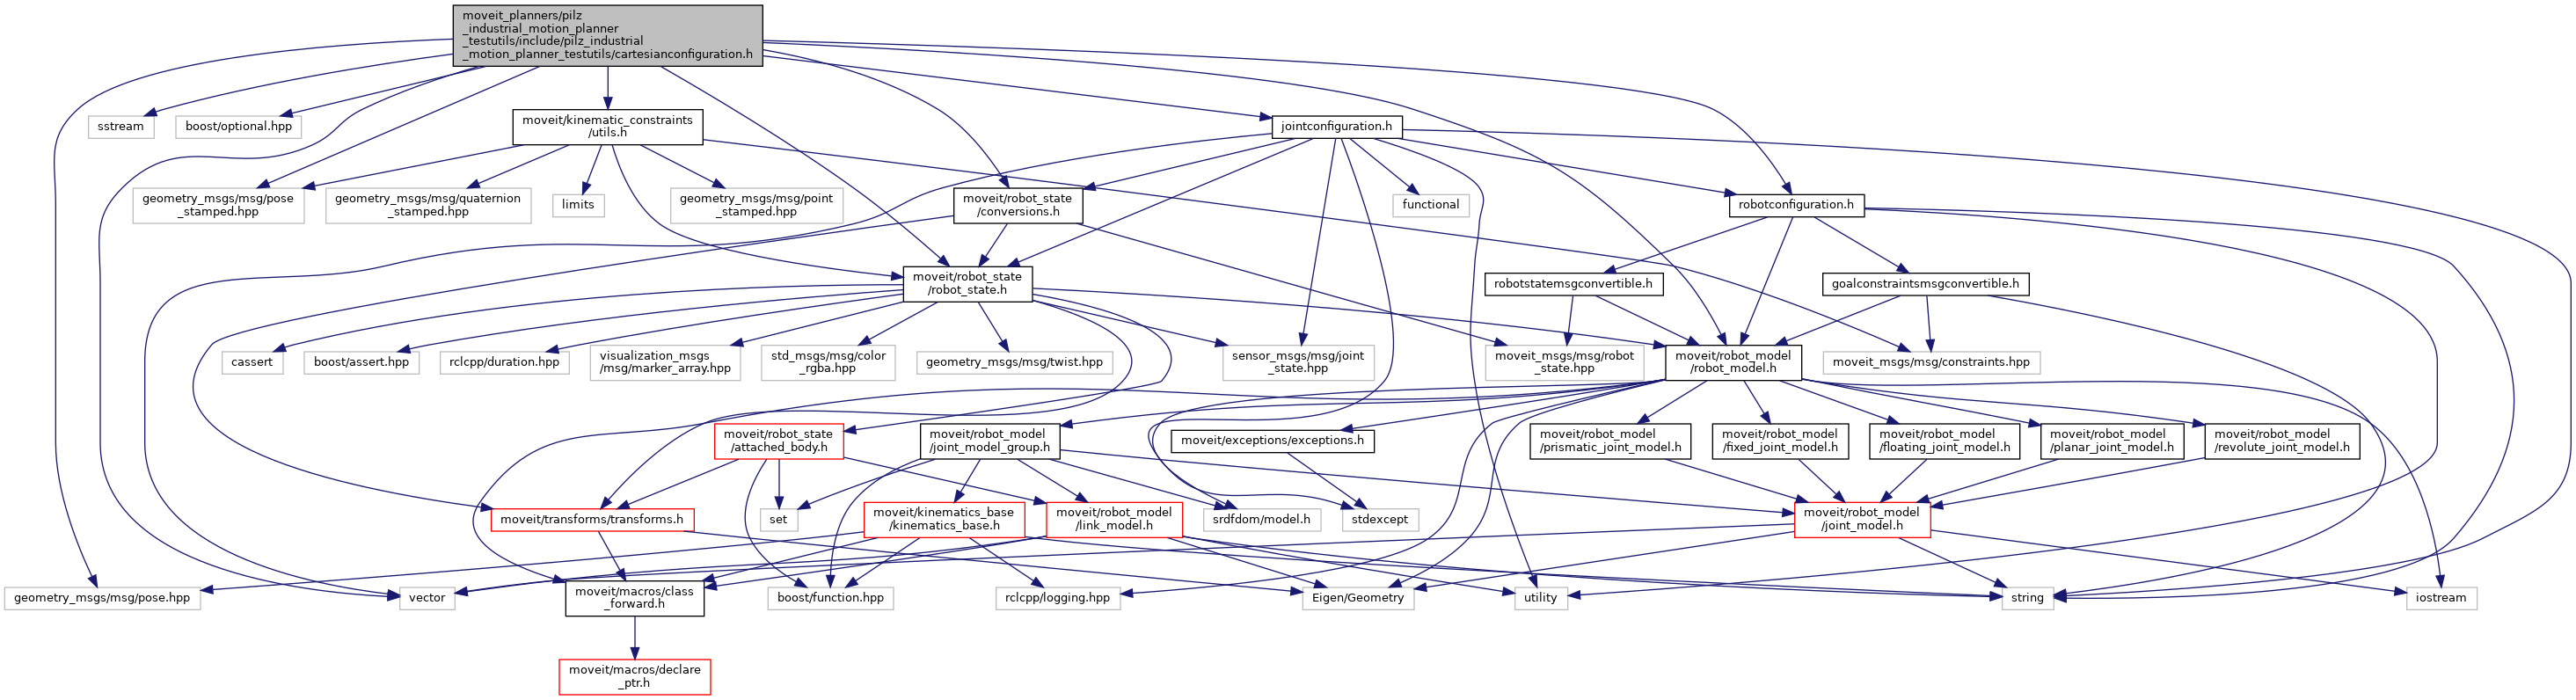 moveit_planners/pilz
_industrial_motion_planner
_testutils/include/pilz_industrial
_motion_planner_testutils/cartesianconfiguration.h
sstream
boost/optional.hpp
moveit/kinematic_constraints
/utils.h
jointconfiguration.h
geometry_msgs/msg/pose
_stamped.hpp
geometry_msgs/msg/quaternion
_stamped.hpp
limits
geometry_msgs/msg/point
_stamped.hpp
moveit/robot_state
/conversions.h
functional
robotconfiguration.h
moveit/robot_state
/robot_state.h
robotstatemsgconvertible.h
goalconstraintsmsgconvertible.h
cassert
boost/assert.hpp
rclcpp/duration.hpp
visualization_msgs
/msg/marker_array.hpp
std_msgs/msg/color
_rgba.hpp
geometry_msgs/msg/twist.hpp
sensor_msgs/msg/joint
_state.hpp
moveit_msgs/msg/robot
_state.hpp
moveit/robot_model
/robot_model.h
moveit_msgs/msg/constraints.hpp
moveit/robot_state
/attached_body.h
moveit/robot_model
/joint_model_group.h
moveit/exceptions/exceptions.h
moveit/robot_model
/prismatic_joint_model.h
moveit/robot_model
/fixed_joint_model.h
moveit/robot_model
/floating_joint_model.h
moveit/robot_model
/planar_joint_model.h
moveit/robot_model
/revolute_joint_model.h
moveit/transforms/transforms.h
set
moveit/kinematics_base
/kinematics_base.h
moveit/robot_model
/link_model.h
srdfdom/model.h
stdexcept
moveit/robot_model
/joint_model.h
geometry_msgs/msg/pose.hpp
vector
moveit/macros/class
_forward.h
boost/function.hpp
rclcpp/logging.hpp
Eigen/Geometry
utility
string
iostream
moveit/macros/declare
_ptr.h